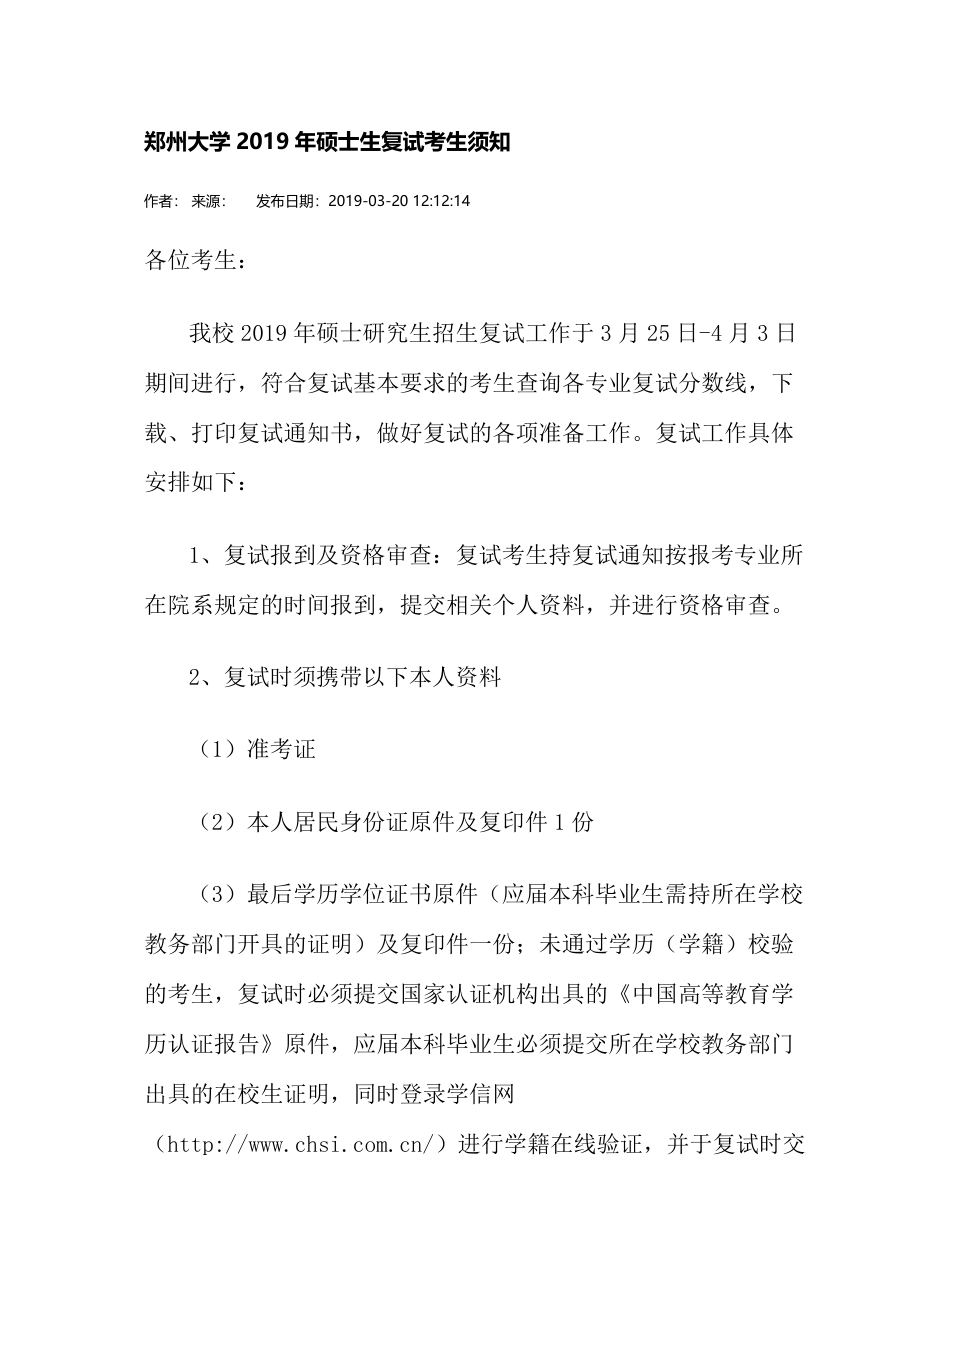 郑州大学 2019 年硕士生复试考生须知
作者： 来源： 发布日期：2019-03-20 12:12:14
各位考生：
我校 2019 年硕士研究生招生复试工作于 3 月 25 日-4 月 3 日
期间进行，符合复试基本要求的考生查询各专业复试分数线，下
载、打印复试通知书，做好复试的各项准备工作。复试工作具体
安排如下：
1、复试报到及资格审查：复试考生持复试通知按报考专业所
在院系规定的时间报到，提交相关个人资料，并进行资格审查。
2、复试时须携带以下本人资料
（1）准考证
（2）本人居民身份证原件及复印件 1 份
（3）最后学历学位证书原件（应届本科毕业生需持所在学校
教务部门开具的证明）及复印件一份；未通过学历（学籍）校验
的考生，复试时必须提交国家认证机构出具的《中国高等教育学
历认证报告》原件，应届本科毕业生必须提交所在学校教务部门
出具的在校生证明，同时登录学信网
（http://www.chsi.com.cn/）进行学籍在线验证，并于复试时交